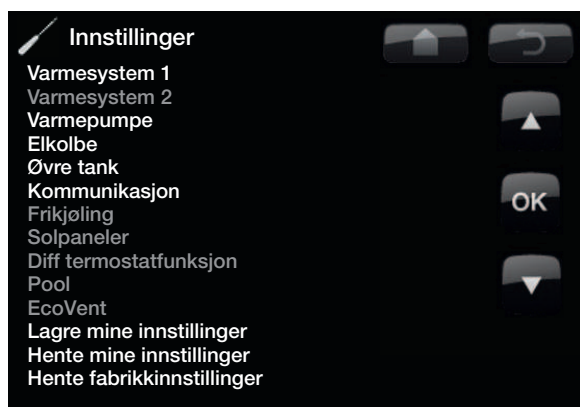 Innstillinger
Varmesystem 1
Varmesystem 2
Varmepumpe
Elkolbe
Øvre tank
Kommunikasjon
Frikjøling
Solpaneler
Diff termostatfunksjon
Pool
EcoVent
Lagre mine innstillinger
Hente mine innstillinger
Hente fabrikkinnstillinger
OK